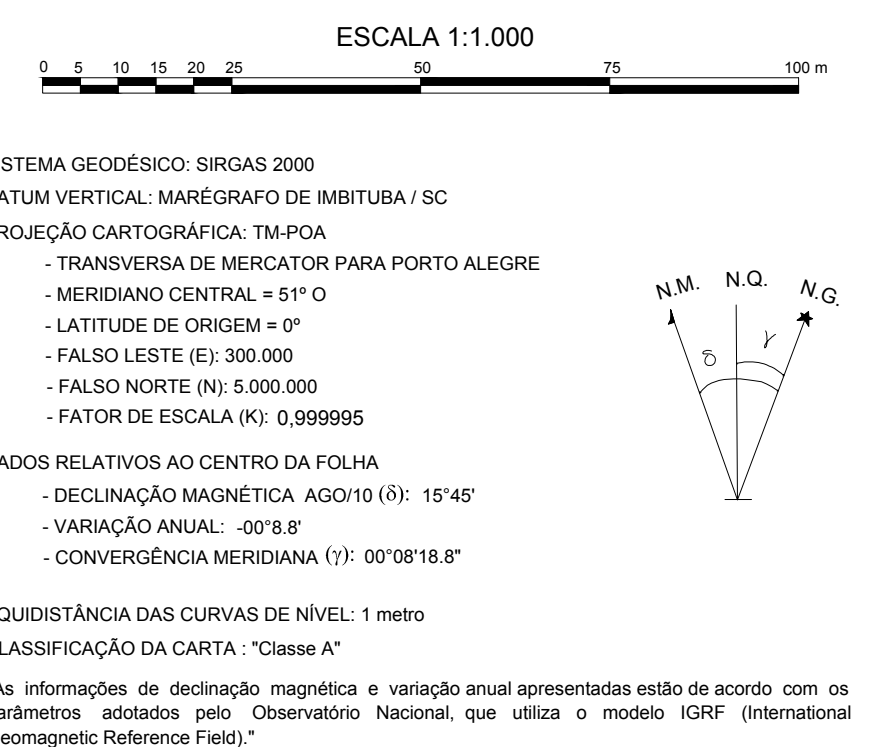 ESCALA 1:1.000
0 5 10 15 20 25 50 75 100 m
ISTEMA GEODÉSICO: SIRGAS 2000
ATUM VERTICAL: MARÉGRAFO DE IMBITUBA / SC
ROJEÇÃO CARTOGRÁFICA: TM-POA
- TRANSVERSA DE MERCATOR PARA PORTO ALEGRE
- MERIDIANO CENTRAL = 51º O
- LATITUDE DE ORIGEM = 0º
- FALSO LESTE (E): 300.000
- FALSO NORTE (N): 5.000.000
- FATOR DE ESCALA (K): 0,999995
N.M. N.Q. N.G.
δ γ
ADOS RELATIVOS AO CENTRO DA FOLHA
- DECLINAÇÃO MAGNÉTICA AGO/10 (δ): 15°45'
- VARIAÇÃO ANUAL: -00°8.8'
- CONVERGÊNCIA MERIDIANA (γ): 00°08'18.8"
QUIDISTÂNCIA DAS CURVAS DE NÍVEL: 1 metro
LASSIFICAÇÃO DA CARTA : "Classe A"
As informações de declinação magnética e variação anual apresentadas estão de acordo com os
arâmetros adotados pelo Observatório Nacional, que utiliza o modelo IGRF (International
eomagnetic Reference Field)."